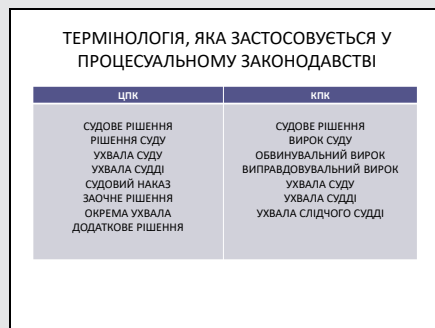 ТЕРМІНОЛОГІЯ, ЯКА ЗАСТОСОВУЄТЬСЯ У
ПРОЦЕСУАЛЬНОМУ ЗАКОНОДАВСТВІ
ЦПК
СУДОВЕ РІШЕННЯ
РІШЕННЯ СУДУ
УХВАЛА СУДУ
УХВАЛА СУДДІ
СУДОВИЙ НАКАЗ
ЗАОЧНЕ РІШЕННЯ
ОКРЕМА УХВАЛА
ДОДАТКОВЕ РІШЕННЯ
КПК
СУДОВЕ РІШЕННЯ
ВИРОК СУДУ
ОБВИНУВАЛЬНИЙ ВИРОК
ВИПРАВДОВУВАЛЬНИЙ ВИРОК
УХВАЛА СУДУ
УХВАЛА СУДДІ
УХВАЛА СЛІДЧОГО СУДДІ